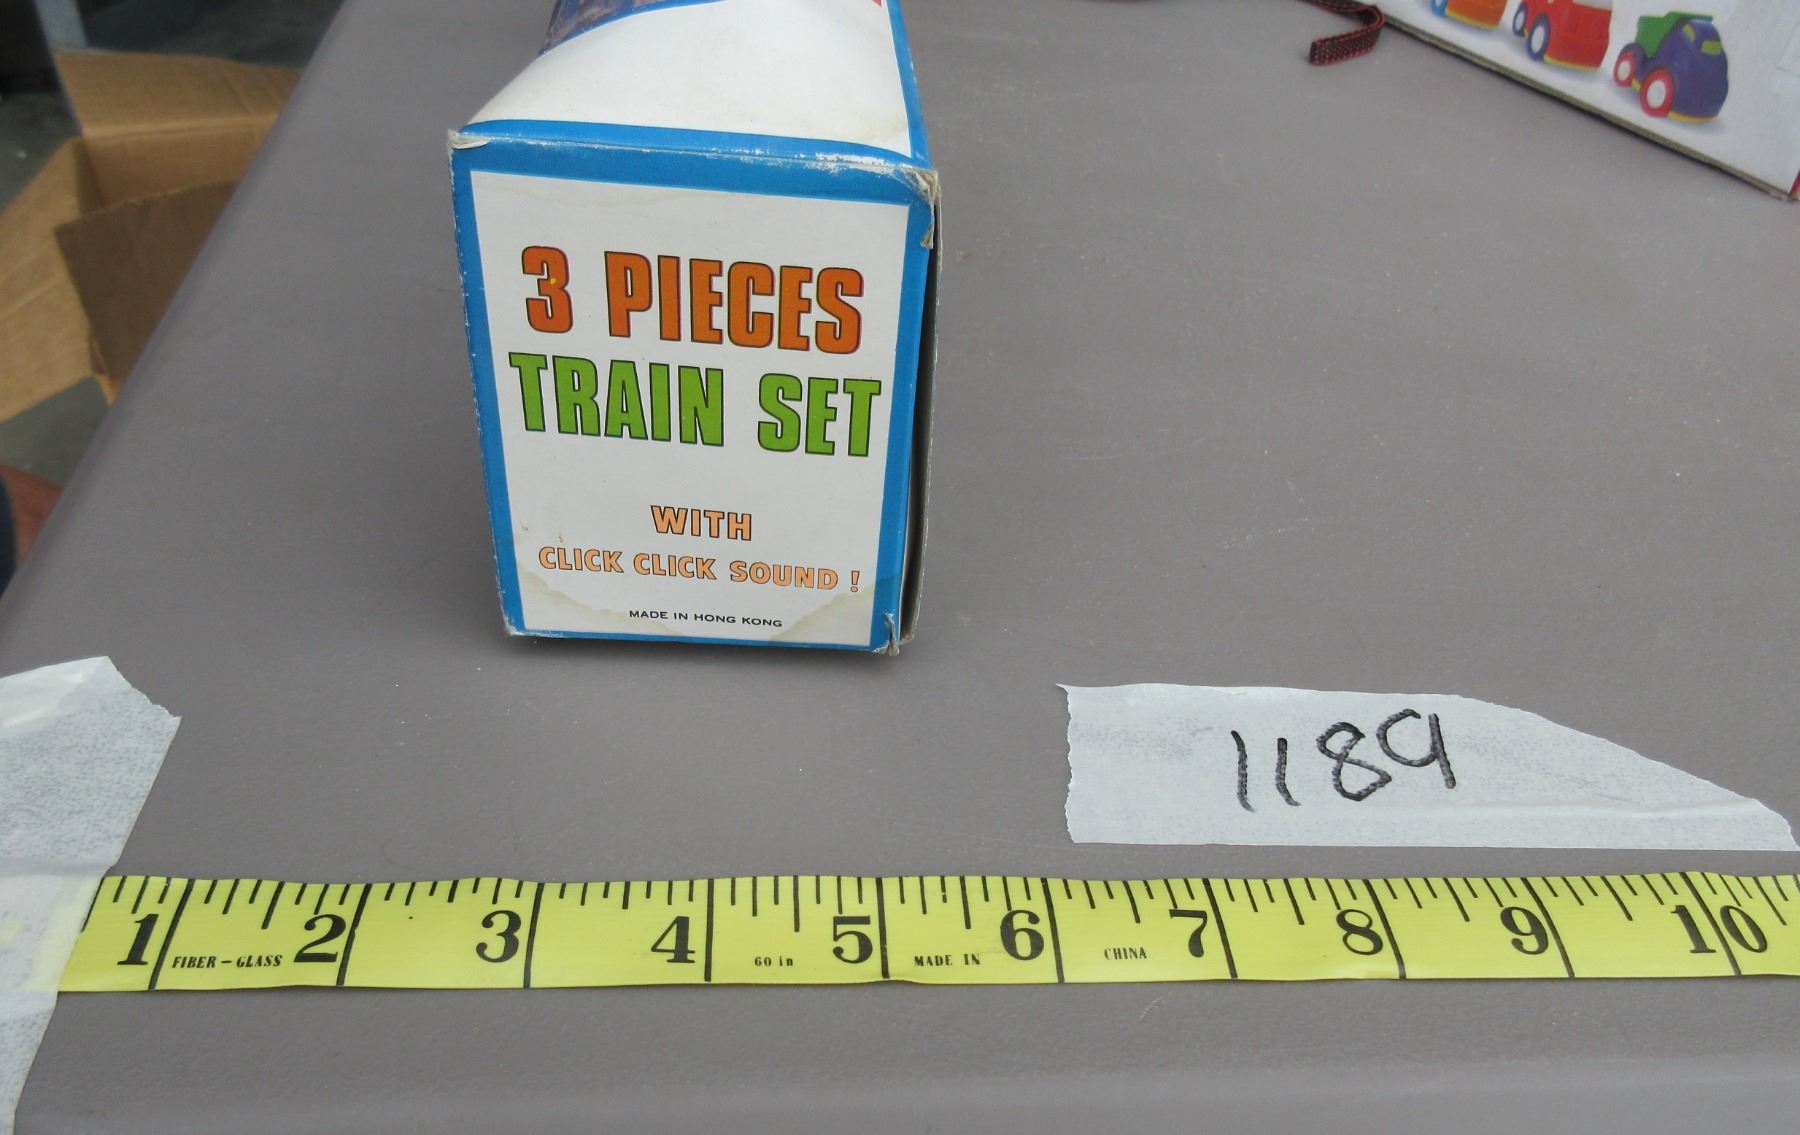 3 PIECES
TRAIN SET
WITH
CLICK CLICK SOUND !
MADE IN HONG KONG
1189
1 2 3 4 5 6 7 8 9 10
FIBER-GLASS 60 in MADE IN CHINA